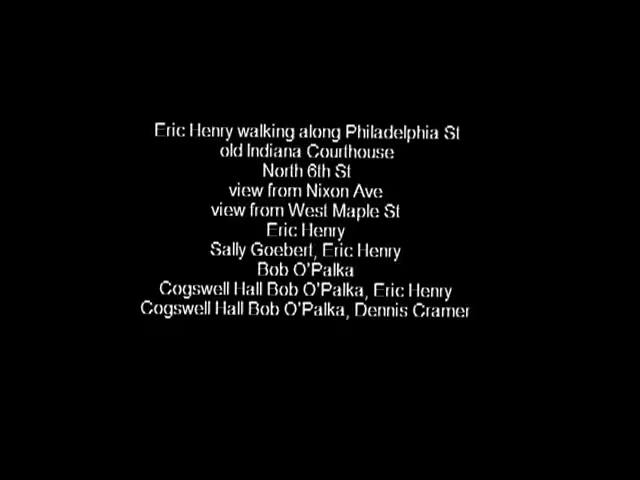 Eric Henry walking along Philadelphia St
old Indiana Courthouse
North 6th St
view from Nixon Ave
view from West Maple St
Eric Henry
Sally Goebert, Eric Henry
Bob O'Palka
Cogswell Hall Bob O'Palka, Eric Henry
Cogswell Hall Bob O'Palka, Dennis Cramer